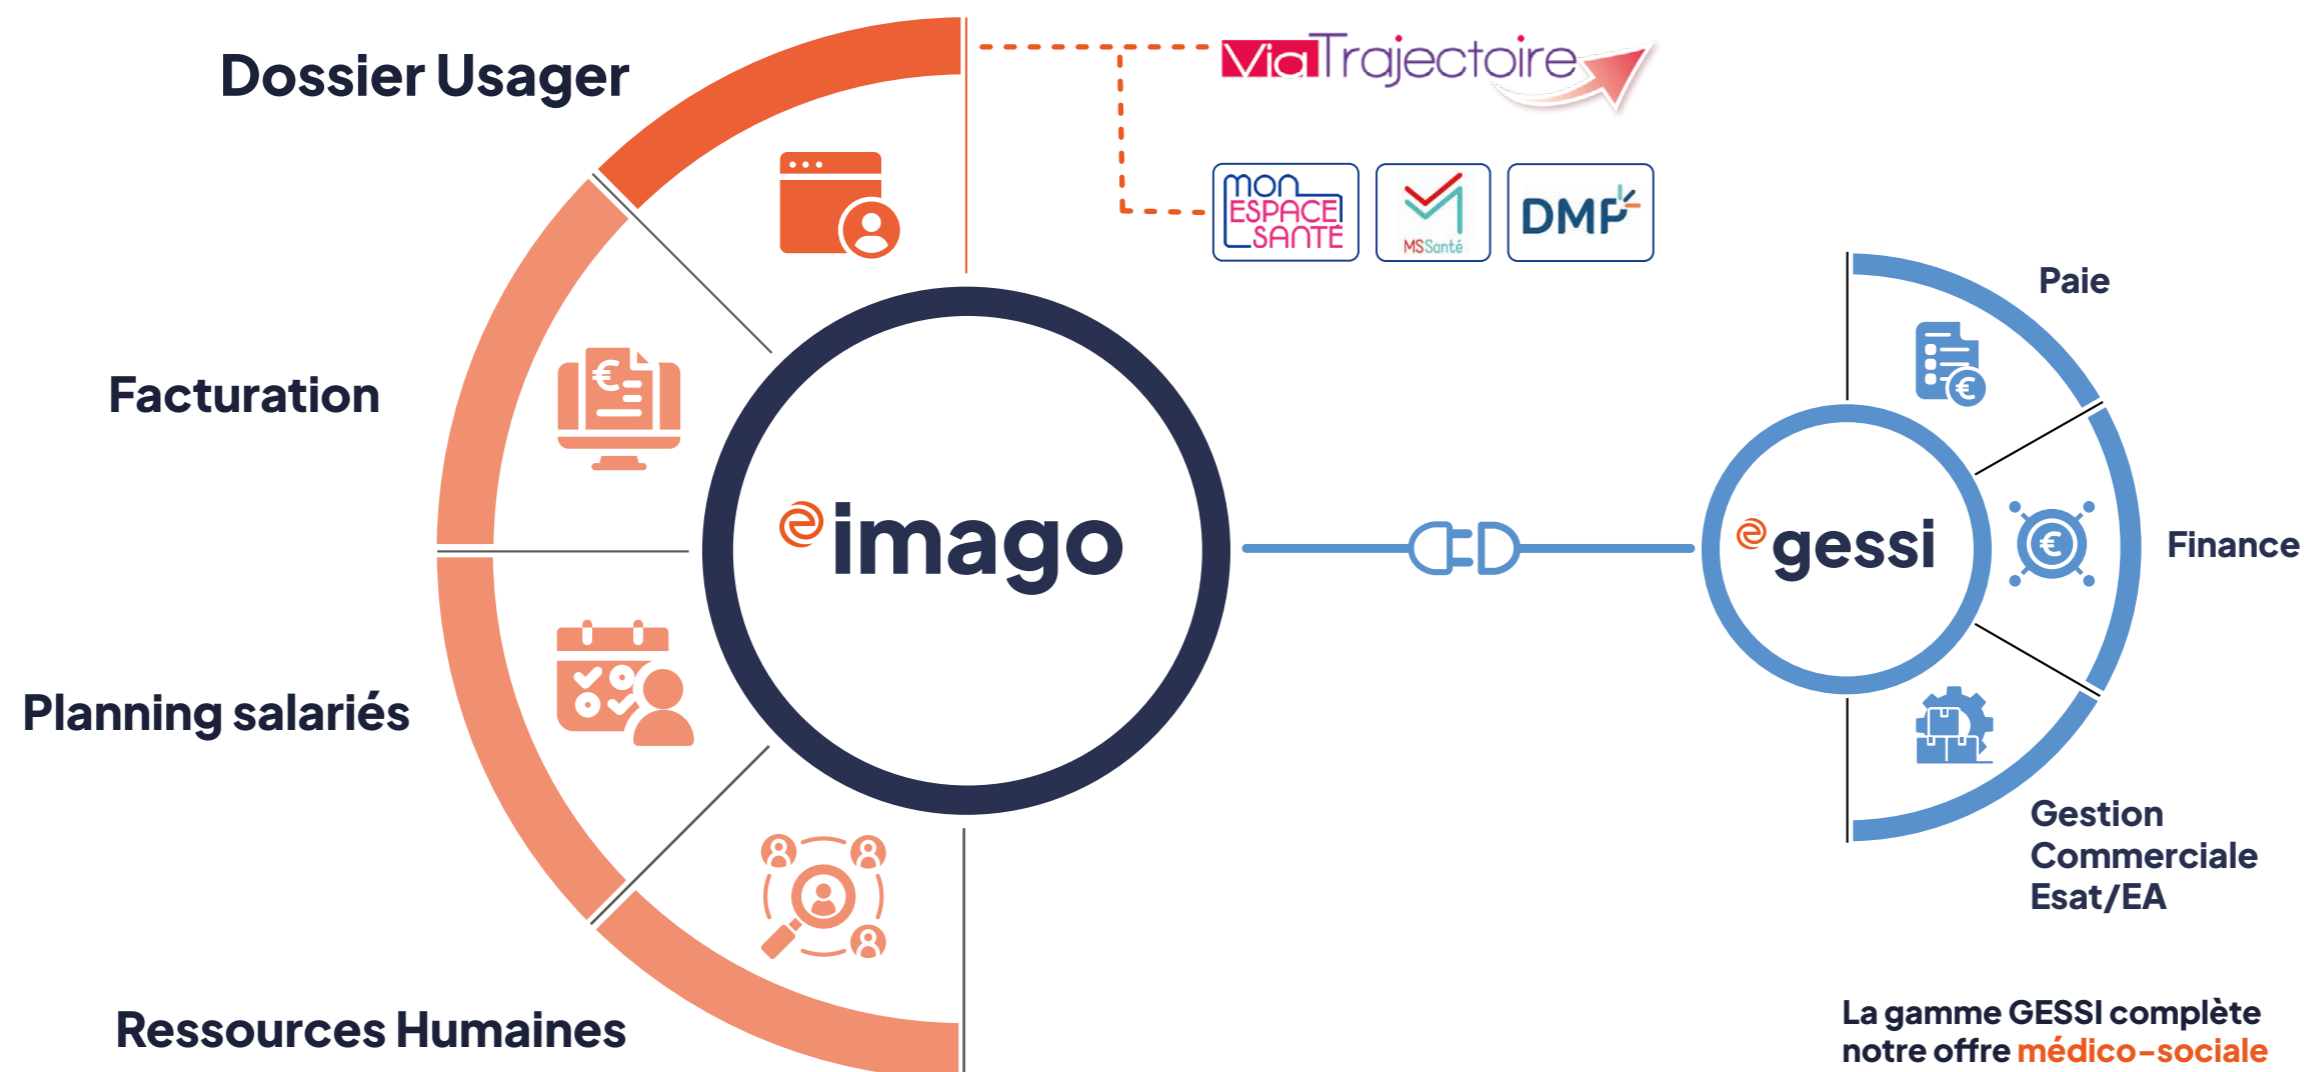 Dossier Usager
ViaTrajectoire
mon
ESPACE
SANTÉ
MSSanté
DMP
Paie
Facturation
imago
gessi
Finance
Planning salariés
Gestion
Commerciale
Esat/EA
Ressources Humaines
La gamme GESSI complète
notre offre médico-sociale